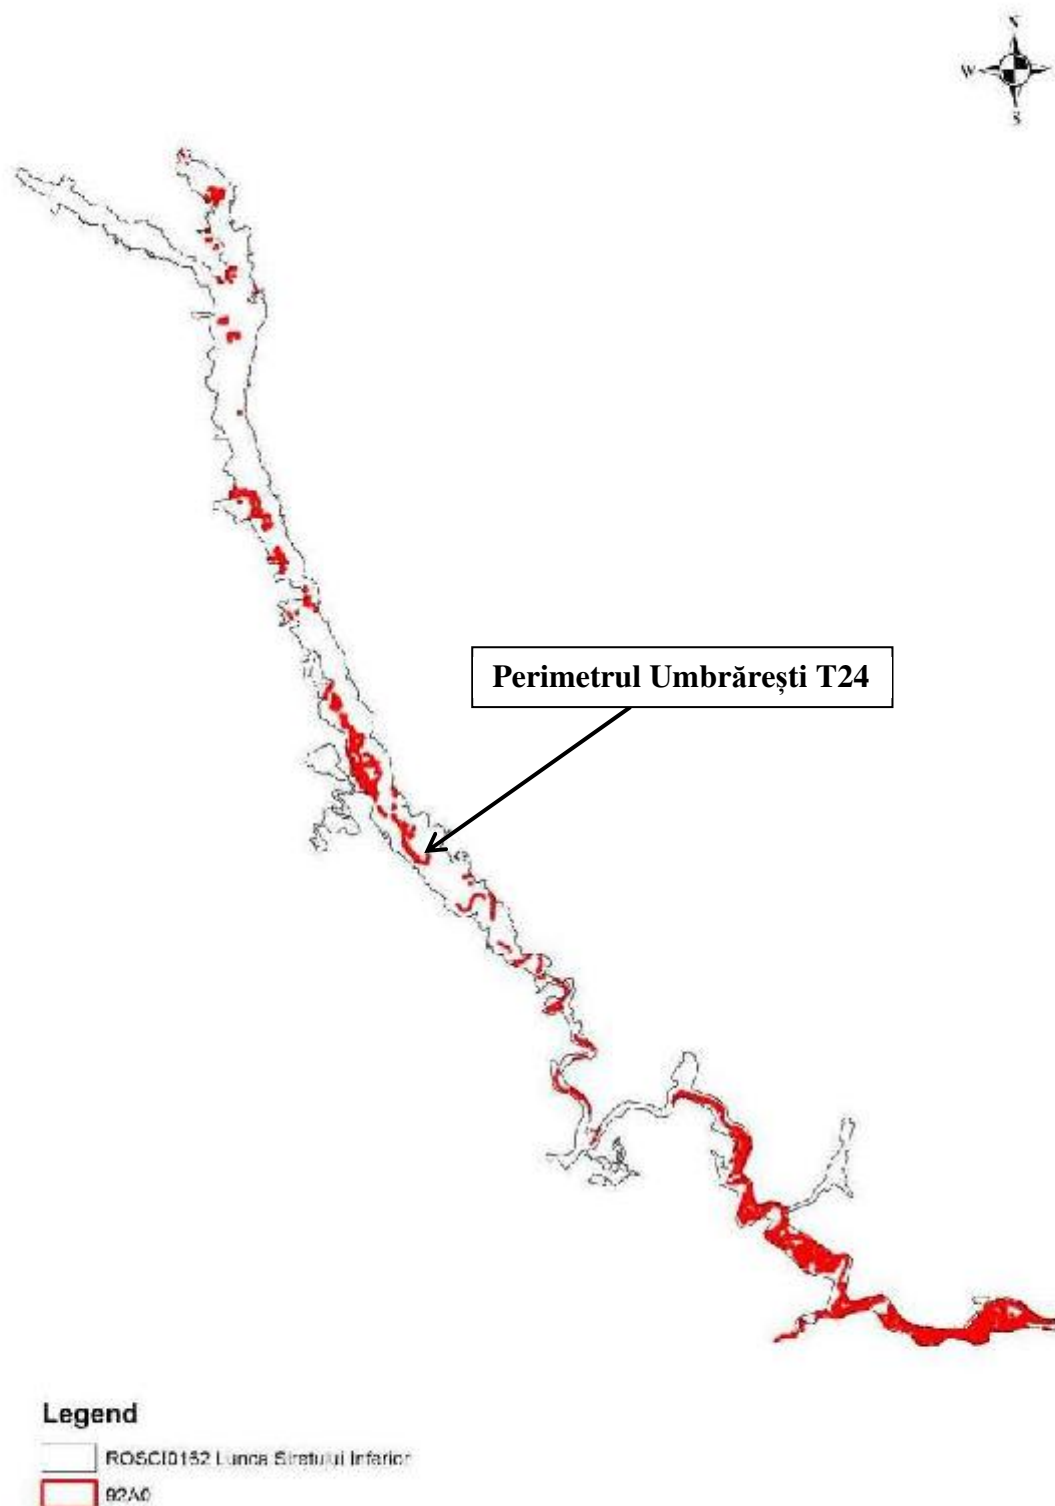 N
W
S
Perimetrul Umbrărești T24
Legend
ROSCI0162 Lunca Siretului Inferior
92A0